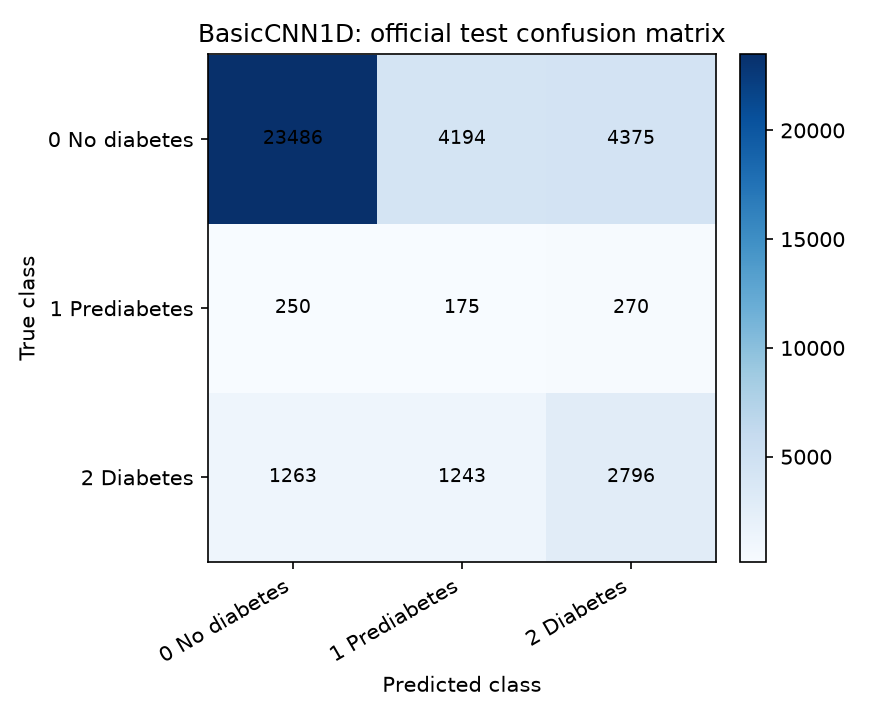 BasicCNN1D: official test confusion matrix
0 No diabetes
23486 4194 4375
1 Prediabetes
250 175 270
2 Diabetes
1263 1243 2796
True class
0 No diabetes
1 Prediabetes
2 Diabetes
Predicted class
20000
15000
10000
5000